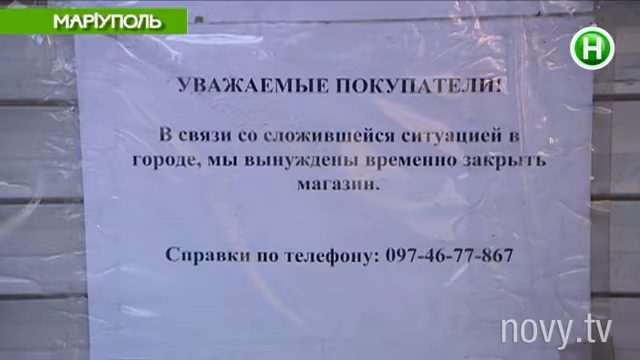 МАРІУПОЛЬ
Н
УВАЖАЕМЫЕ ПОКУПАТЕЛИ!
В связи со сложившейся ситуацией в
городе, мы вынуждены временно закрыть
магазин.
Справки по телефону: 097-46-77-867
novy.tv